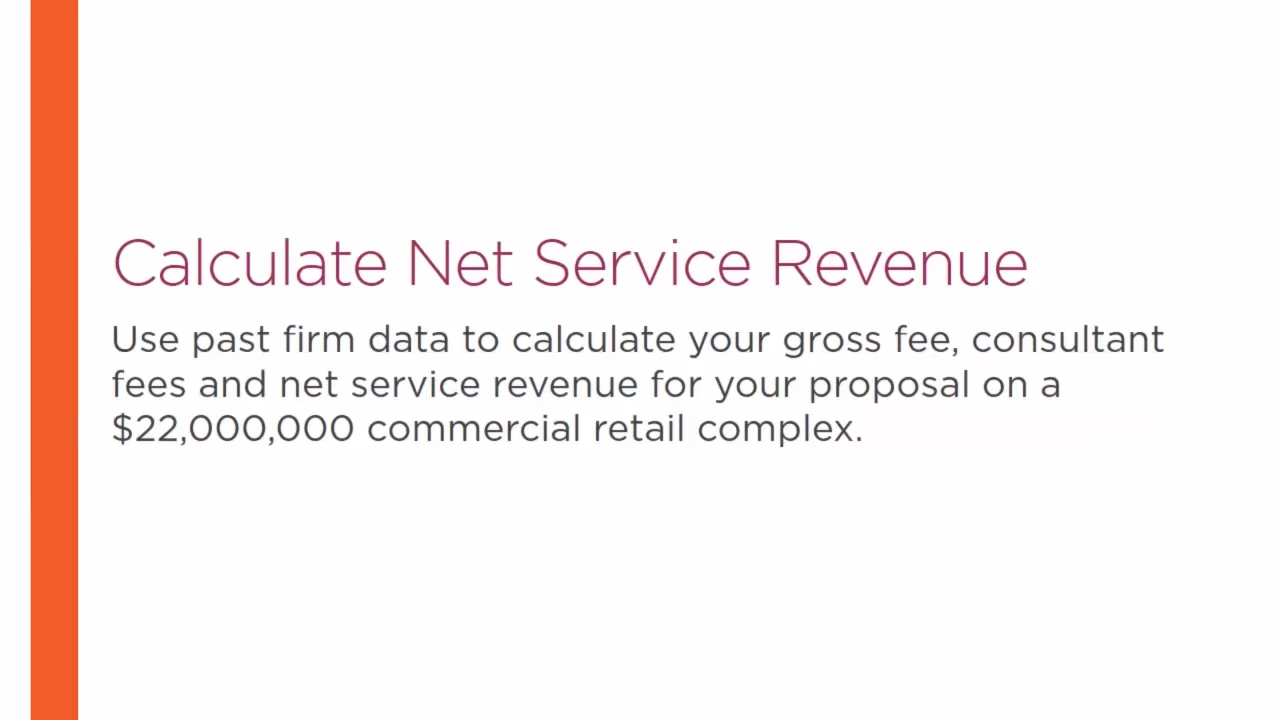 Calculate Net Service Revenue
Use past firm data to calculate your gross fee, consultant
fees and net service revenue for your proposal on a
$22,000,000 commercial retail complex.